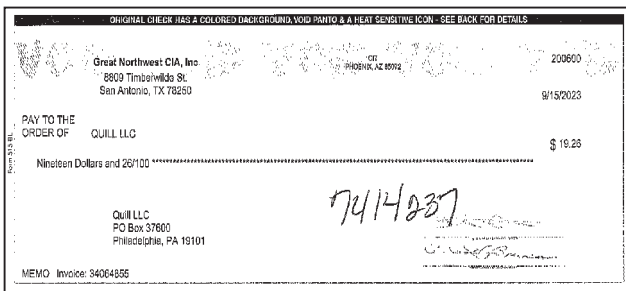 ORIGINAL CHECK HAS A COLORED BACKGROUND, VOID PANTO & A HEAT SENSITIVE ICON - SEE BACK FOR DETAILS
Great Northwest CIA, Inc
8809 Timberwilds St.
San Antonio, TX 78250
CIT
PHOENIX, AZ 85072
200600
9/15/2023
PAY TO THE
ORDER OF QUILL LLC
$ 19.26
Nineteen Dollars and 26/100
7414237
Quill LLC
PO Box 37600
Philadelphia, PA 19101
MEMO Invoice: 34064855